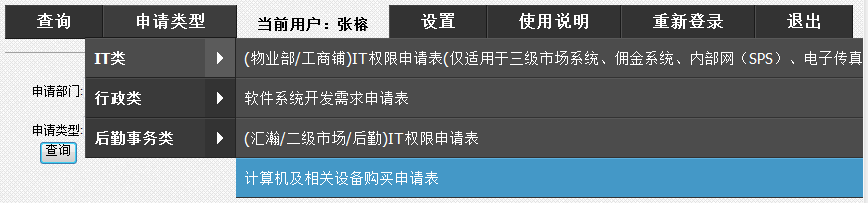 查询 申请类型 当前用户：张榕 设置 使用说明 重新登录 退出
IT类 (物业部/工商铺)IT权限申请表(仅适用于三级市场系统、佣金系统、内部网（SPS）、电子传真
申请部门: 行政类 软件系统开发需求申请表
申请类型: 后勤事务类 (汇瀚/二级市场/后勤)IT权限申请表
查询
计算机及相关设备购买申请表